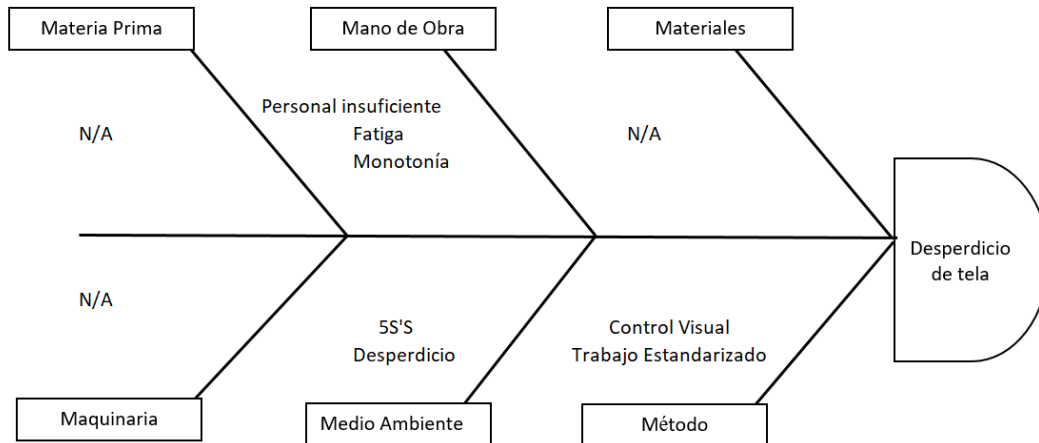 Materia Prima
Mano de Obra
Materiales
Personal insuficiente
Fatiga
Monotonía
N/A
N/A
Desperdicio
de tela
N/A
5S'S
Desperdicio
Control Visual
Trabajo Estandarizado
Maquinaria
Medio Ambiente
Método